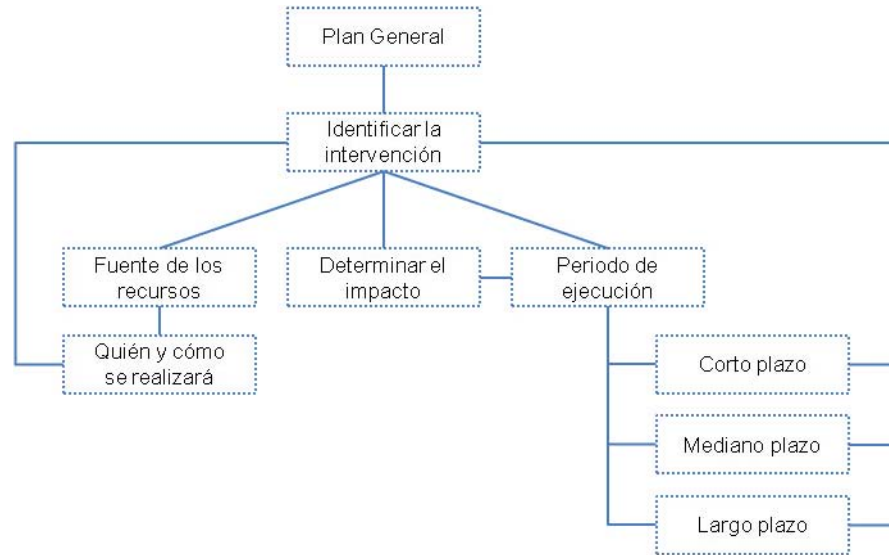 Plan General
Identificar la
intervención
Fuente de los
recursos
Determinar el
impacto
Periodo de
ejecución
Quién y cómo
se realizará
Corto plazo
Mediano plazo
Largo plazo